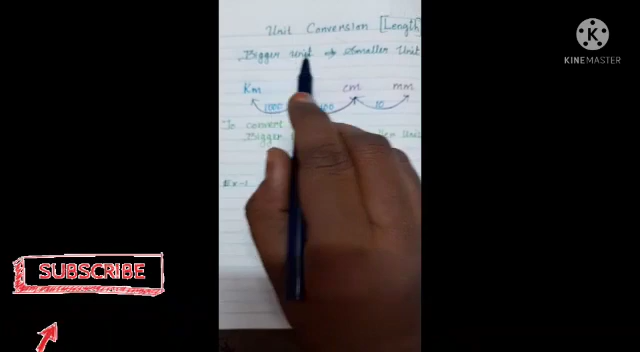 Unit Conversion [Length]
Bigger Unit → Smaller Unit
Km cm mm
1000 100 10
To convert
Bigger Unit
Ex-1
KINEMASTER
SUBSCRIBE